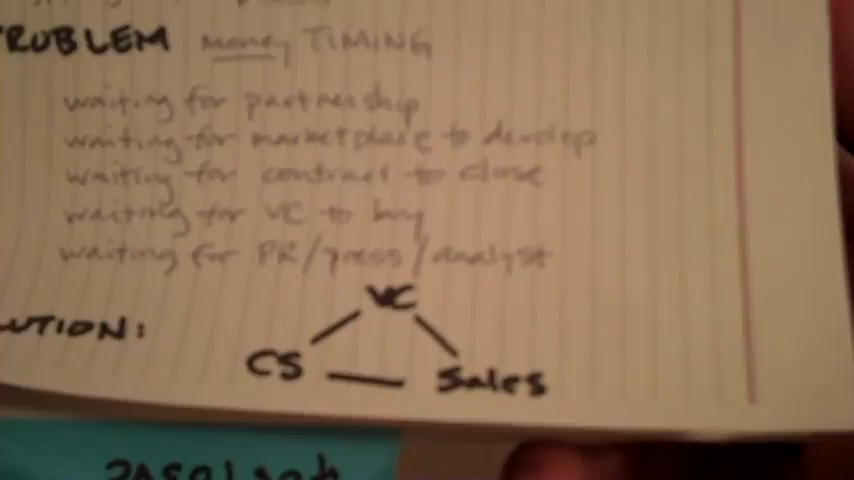 PROBLEM money TIMING
waiting for partnership
waiting for marketplace to develop
waiting for contract to close
waiting for VC to buy
waiting for PR/press/analyst
VC
LUTION:
CS
Sales